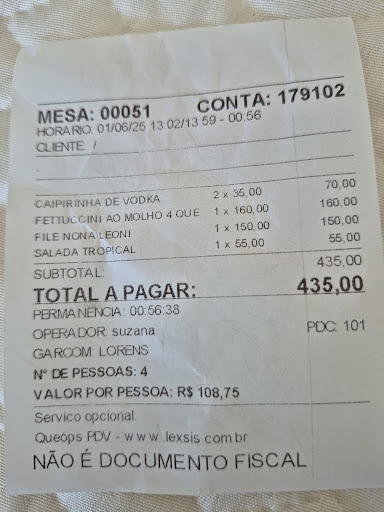 MESA: 00051 CONTA: 179102
HORARIO: 01/06/25 13:02/13:59 - 00:56
CLIENTE: /
CAIPIRINHA DE VODKA 2 x 35,00 70,00
FETTUCCINI AO MOLHO 4 QUE 1 x 160,00 160,00
FILE NONA LEONI 1 x 150,00 150,00
SALADA TROPICAL 1 x 55,00 55,00
SUBTOTAL: 435,00
TOTAL A PAGAR: 435,00
PERMANENCIA: 00:56:38
OPERADOR: suzana PDC: 101
GARCOM: LORENS
Nº DE PESSOAS: 4
VALOR POR PESSOA: R$ 108,75
Servico opcional.
Queóps PDV - www.lexsis.com.br
NÃO É DOCUMENTO FISCAL